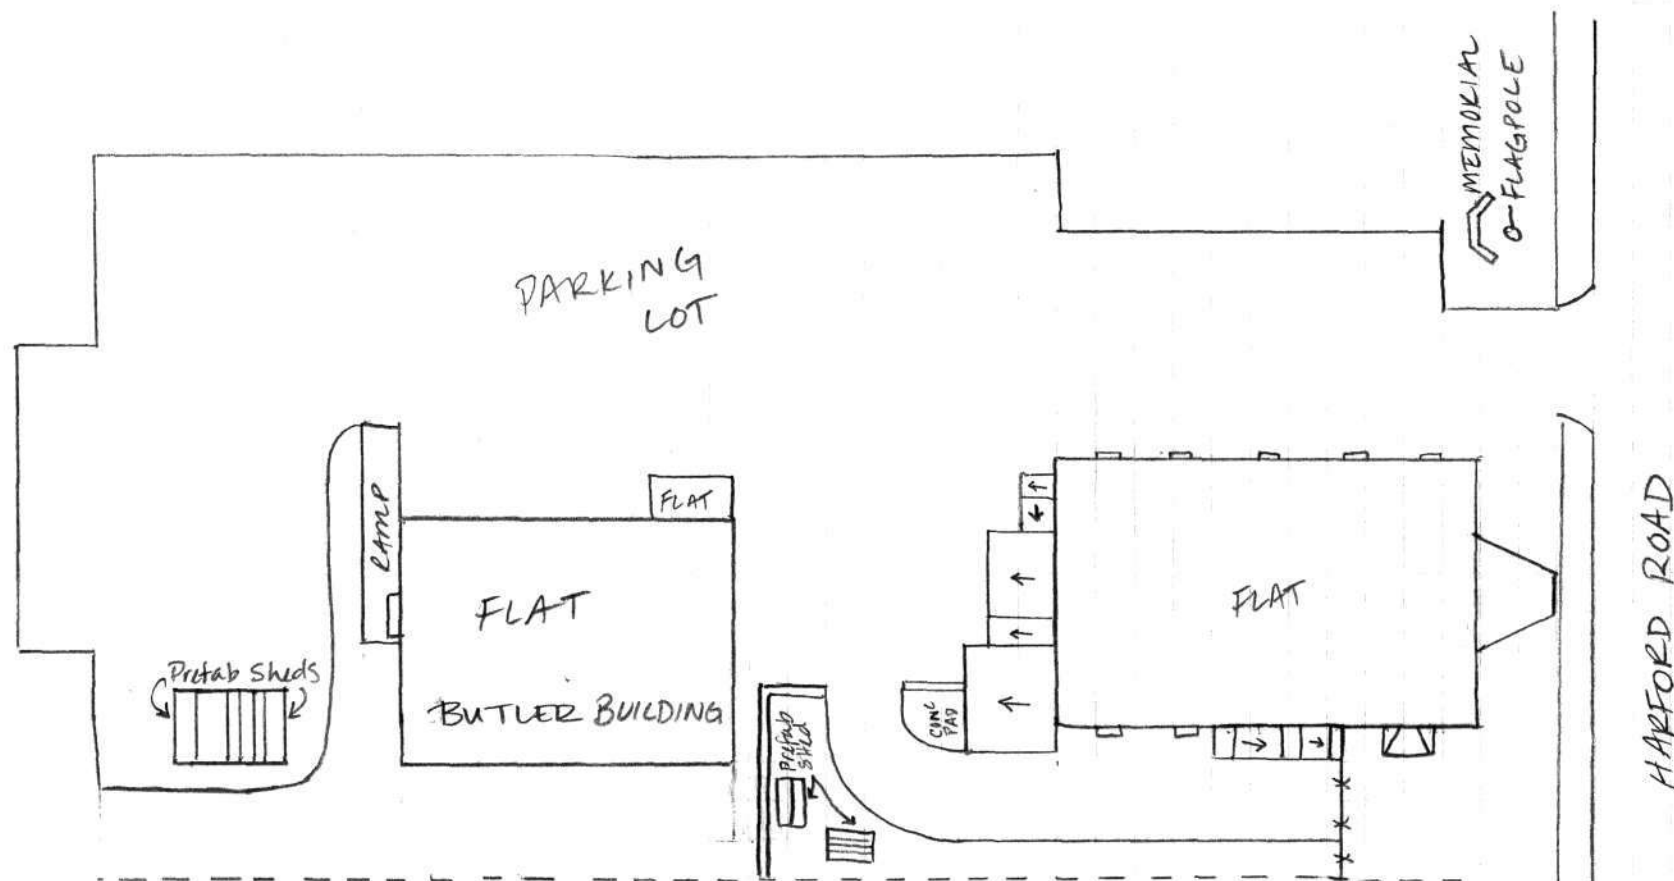 MEMORIAL
FLAGPOLE
PARKING
LOT
HARFORD ROAD
RAMP
FLAT
FLAT
BUTLER BUILDING
Prefab Sheds
FLAT
CONC
PAD
Prefab
Shed